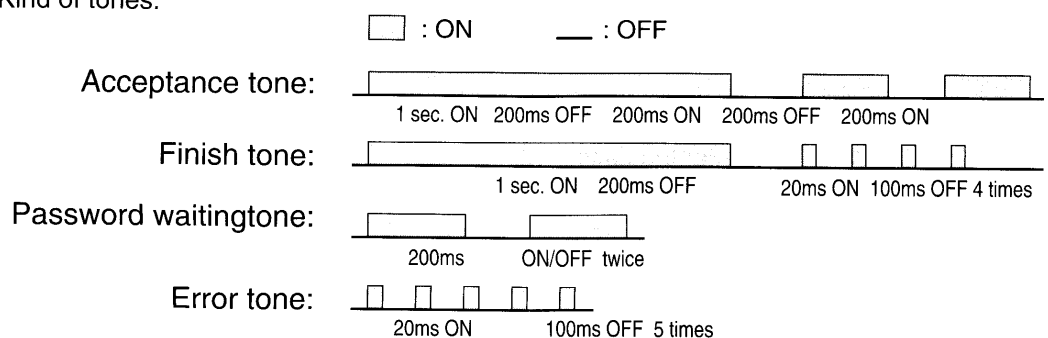 Kind of tones:
: ON : OFF
Acceptance tone:
1 sec. ON 200ms OFF 200ms ON 200ms OFF 200ms ON
Finish tone:
1 sec. ON 200ms OFF 20ms ON 100ms OFF 4 times
Password waitingtone:
200ms ON/OFF twice
Error tone:
20ms ON 100ms OFF 5 times